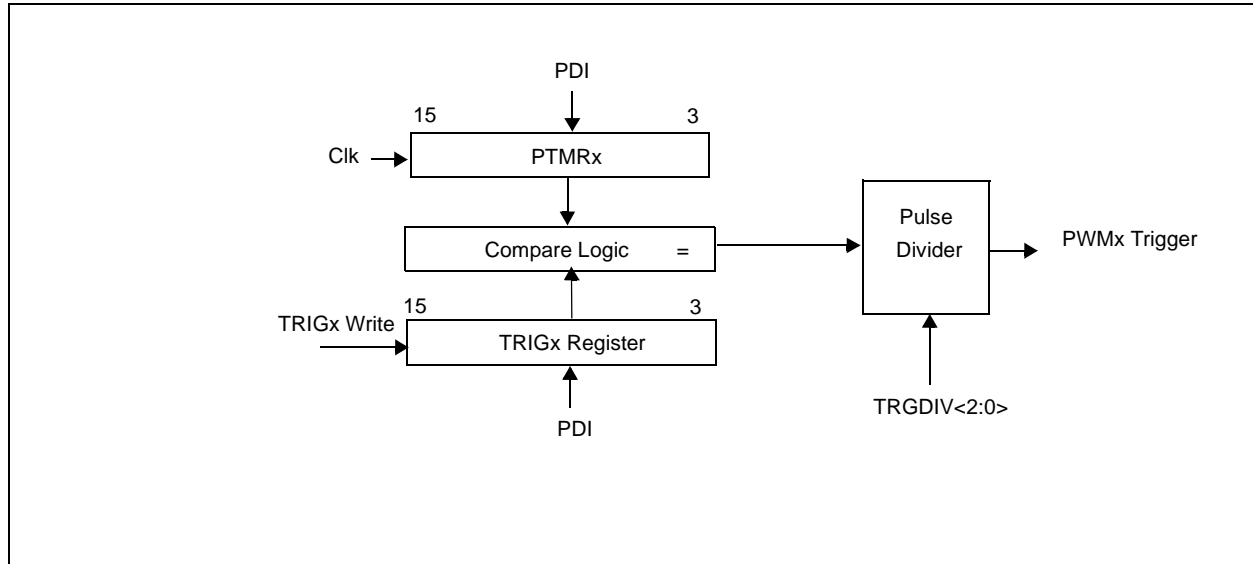 PDI
15 3
Clk
PTMRx
Compare Logic =
Pulse
Divider
PWMx Trigger
15 3
TRIGx Write
TRIGx Register
TRGDIV<2:0>
PDI